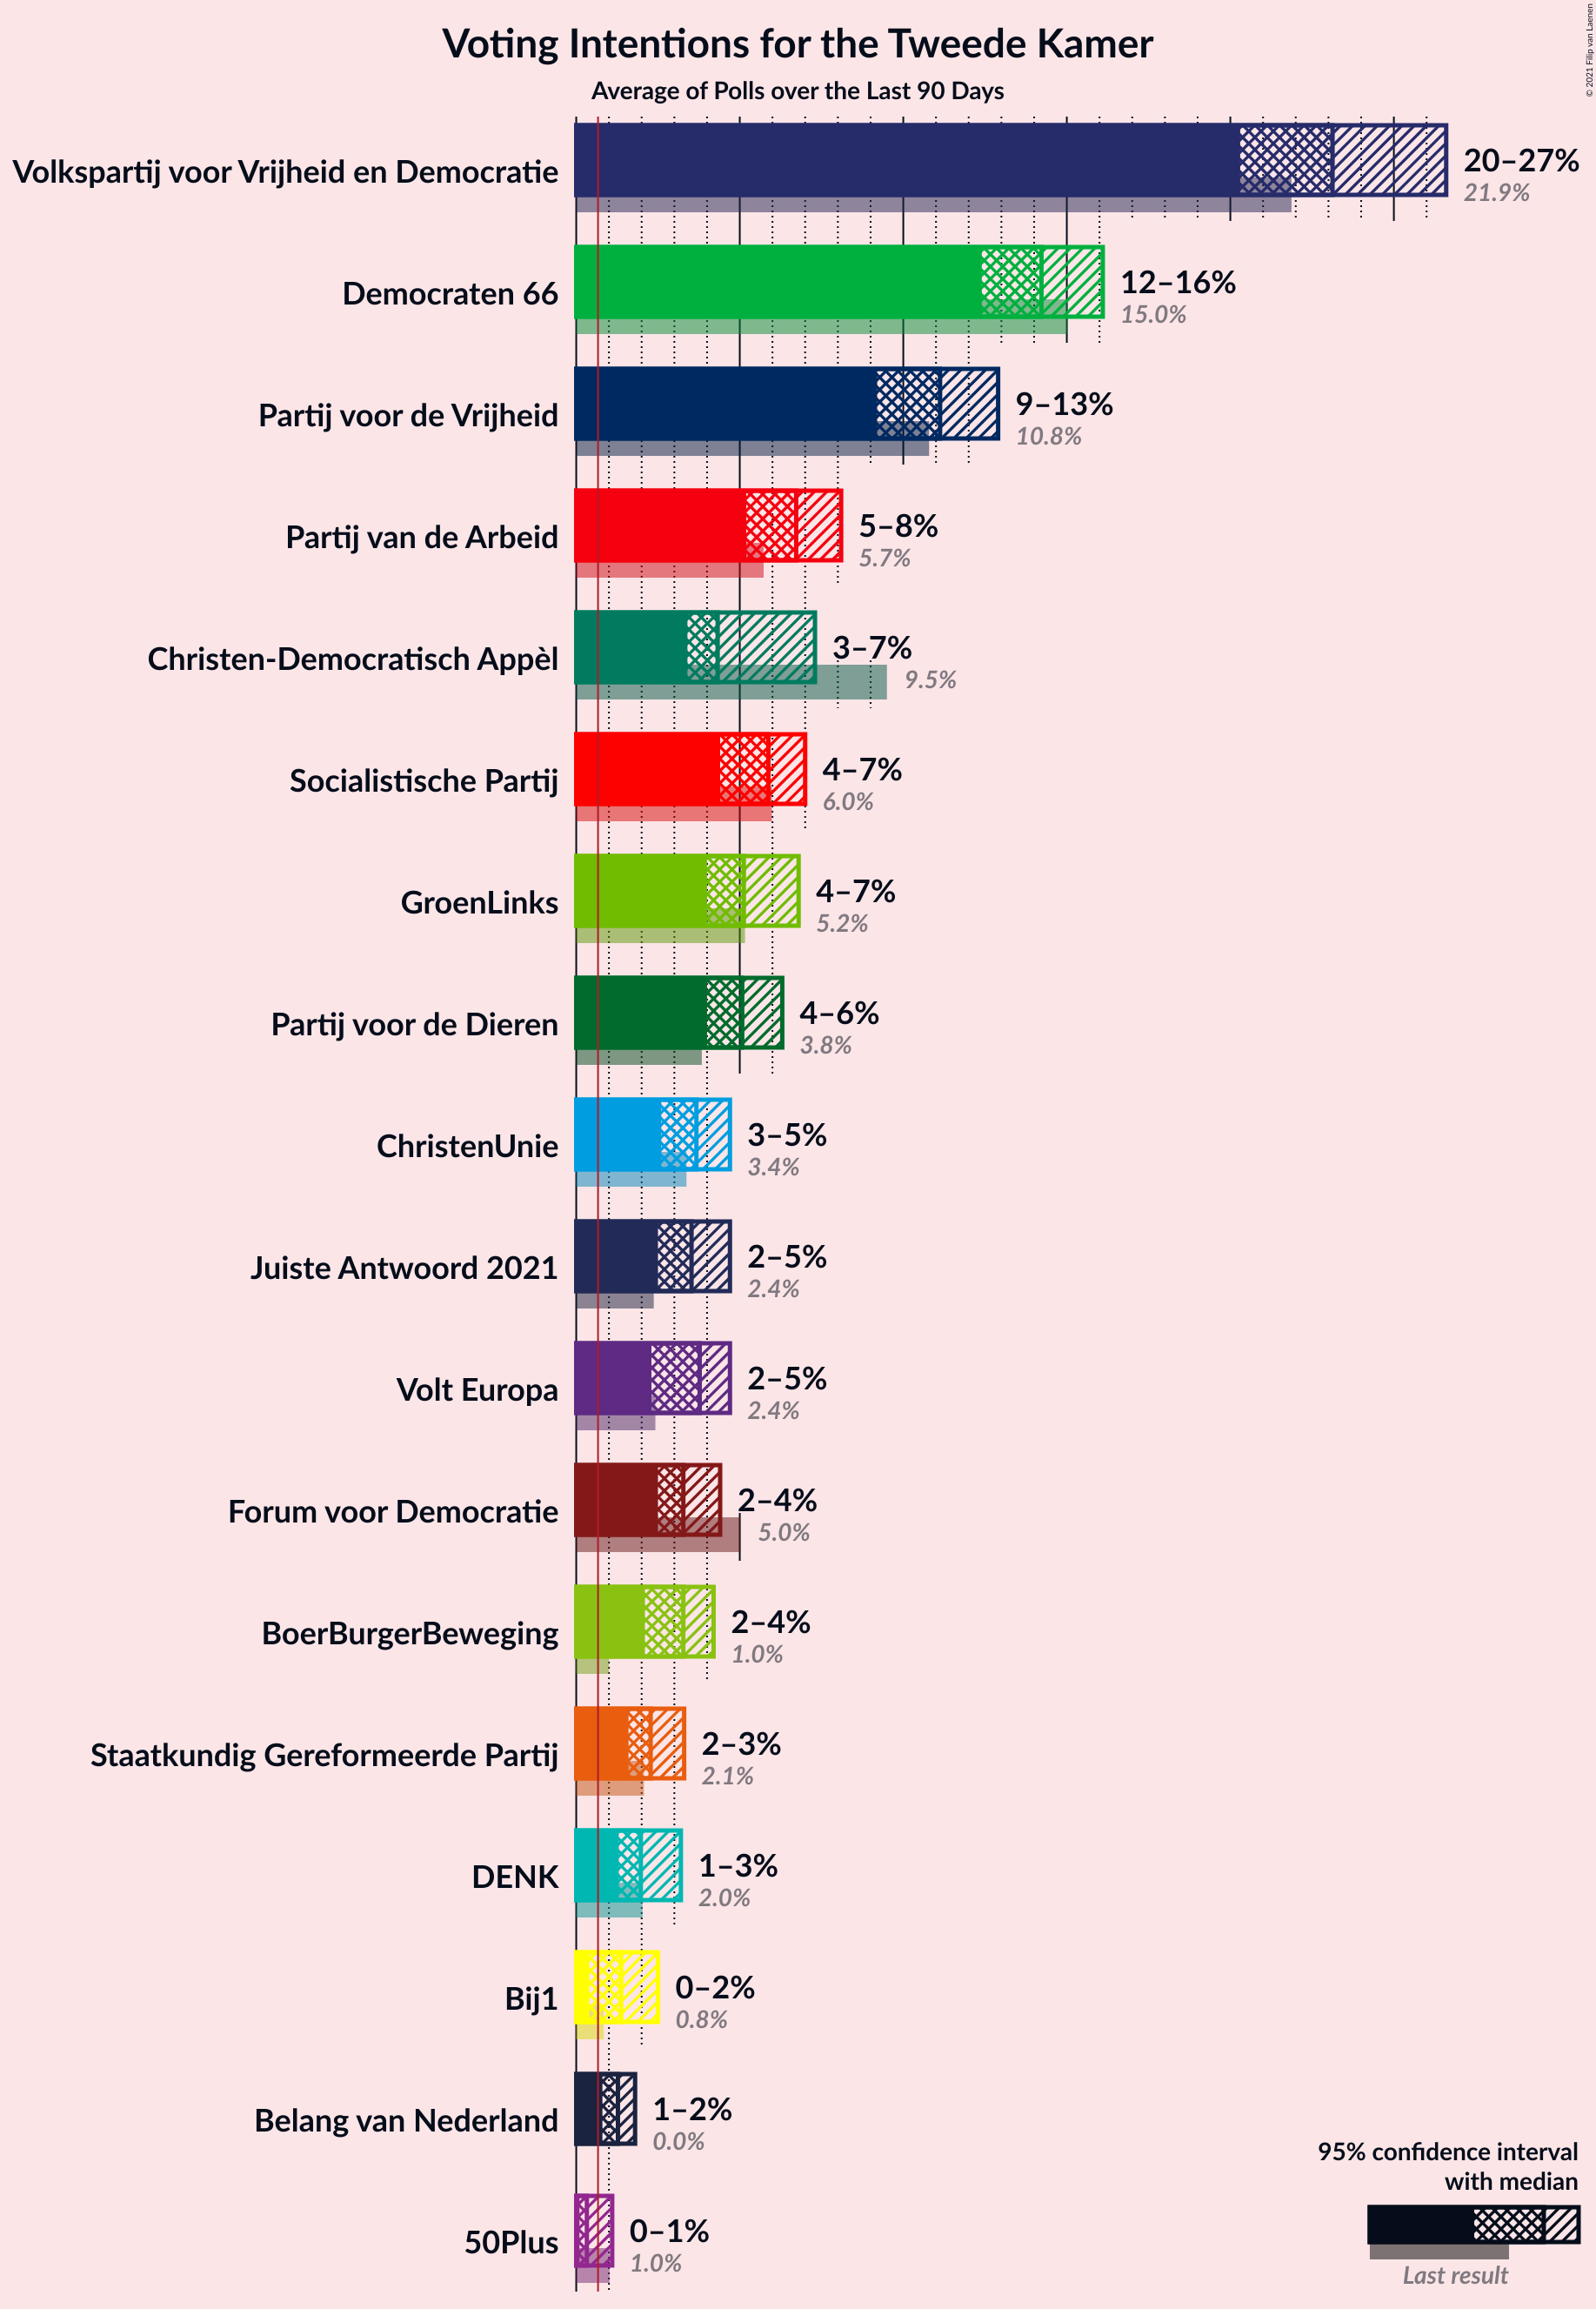 Voting Intentions for the Tweede Kamer
Average of Polls over the Last 90 Days
© 2021 Filip van Laenen
Volkspartij voor Vrijheid en Democratie
20–27%
21.9%
Democraten 66
12–16%
15.0%
Partij voor de Vrijheid
9–13%
10.8%
Partij van de Arbeid
5–8%
5.7%
Christen-Democratisch Appèl
3–7%
9.5%
Socialistische Partij
4–7%
6.0%
GroenLinks
4–7%
5.2%
Partij voor de Dieren
4–6%
3.8%
ChristenUnie
3–5%
3.4%
Juiste Antwoord 2021
2–5%
2.4%
Volt Europa
2–5%
2.4%
Forum voor Democratie
2–4%
5.0%
BoerBurgerBeweging
2–4%
1.0%
Staatkundig Gereformeerde Partij
2–3%
2.1%
DENK
1–3%
2.0%
Bij1
0–2%
0.8%
Belang van Nederland
1–2%
0.0%
50Plus
0–1%
1.0%
95% confidence interval
with median
Last result